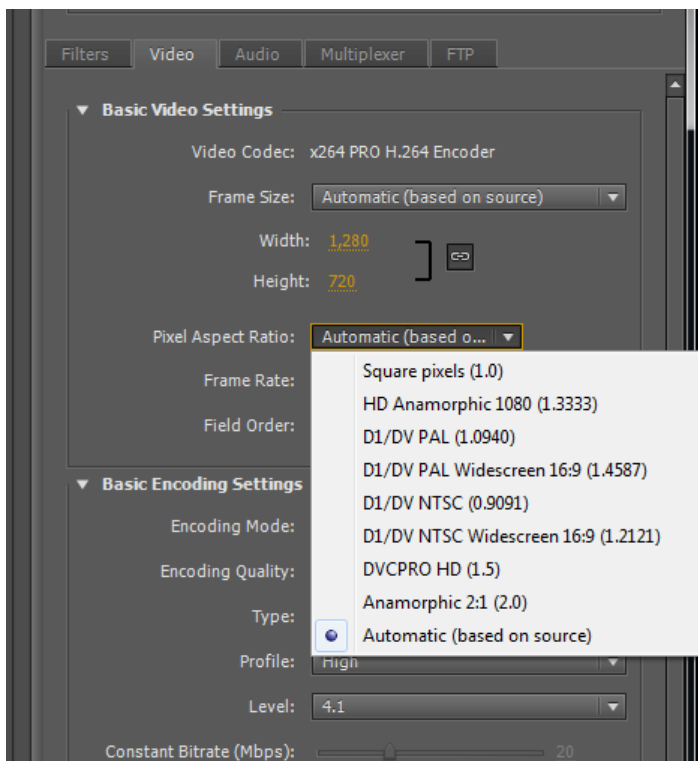 Filters Video Audio Multiplexer FTP
Basic Video Settings
Video Codec: x264 PRO H.264 Encoder
Frame Size: Automatic (based on source)
Width: 1,280
Height: 720
Pixel Aspect Ratio: Automatic (based o...
Square pixels (1.0)
Frame Rate:
HD Anamorphic 1080 (1.3333)
Field Order:
D1/DV PAL (1.0940)
D1/DV PAL Widescreen 16:9 (1.4587)
Basic Encoding Settings
D1/DV NTSC (0.9091)
Encoding Mode:
D1/DV NTSC Widescreen 16:9 (1.2121)
Encoding Quality:
DVCPRO HD (1.5)
Type:
Anamorphic 2:1 (2.0)
Automatic (based on source)
Profile: High
Level: 4.1
Constant Bitrate (Mbps): 20